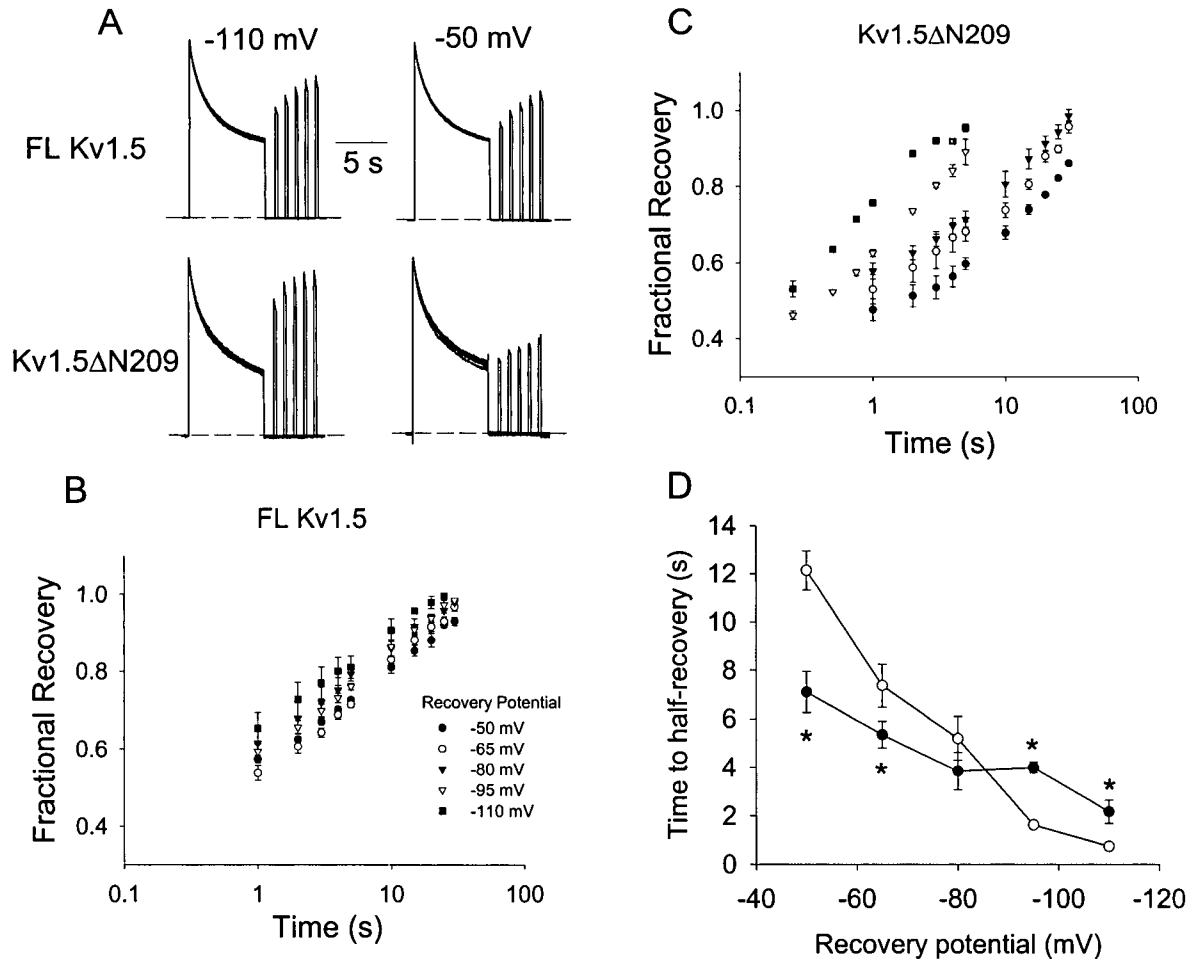 A
-110 mV
-50 mV
FL Kv1.5
5 s
Kv1.5ΔN209
B
FL Kv1.5
Fractional Recovery
1.0
0.8
0.6
0.4
0.1
1
10
100
Time (s)
Recovery Potential
-50 mV
-65 mV
-80 mV
-95 mV
-110 mV
C
Kv1.5ΔN209
Fractional Recovery
1.0
0.8
0.6
0.4
0.1
1
10
100
Time (s)
D
Time to half-recovery (s)
14
12
10
8
6
4
2
0
*
*
*
*
-40
-60
-80
-100
-120
Recovery potential (mV)